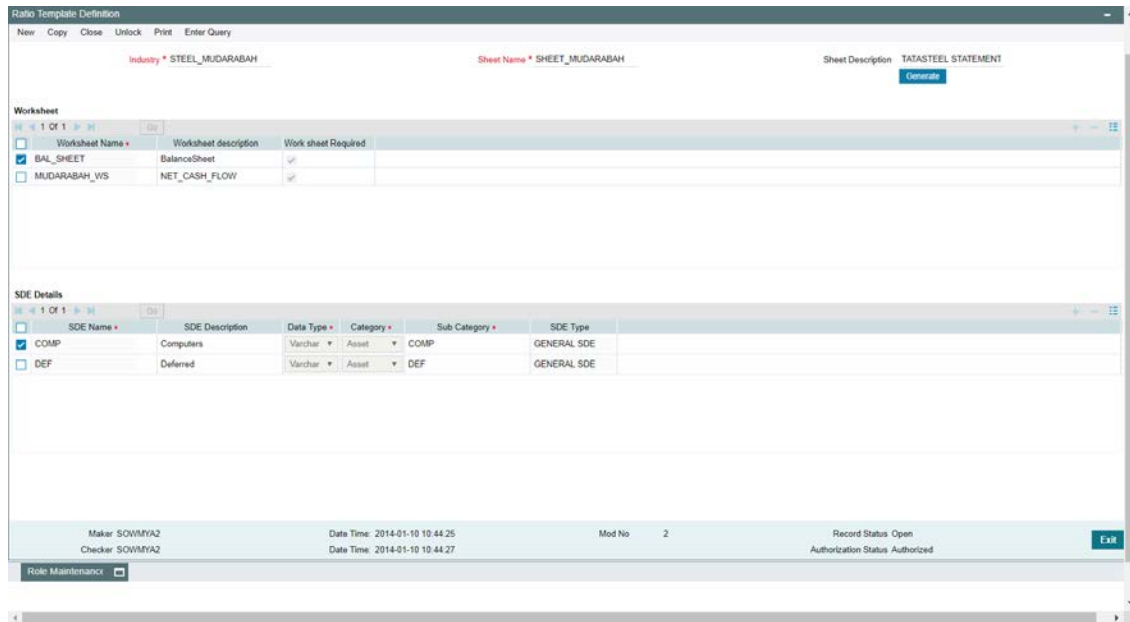 Ratio Template Definition
New Copy Close Unlock Print Enter Query
Industry * STEEL_MUDARABAH Sheet Name * SHEET_MUDARABAH Sheet Description TATASTEEL STATEMENT
Generate
Worksheet
1 Of 1 Go
Worksheet Name * Worksheet description Work sheet Required
BAL_SHEET BalanceSheet
MUDARABAH_WS NET_CASH_FLOW
SDE Details
1 Of 1 Go
SDE Name * SDE Description Data Type * Category * Sub Category * SDE Type
COMP Computers Varchar Asset COMP GENERAL SDE
DEF Deferred Varchar Asset DEF GENERAL SDE
Maker SOWMYA2 Date Time: 2014-01-10 10:44:25 Mod No 2 Record Status Open
Exit
Checker SOWMYA2 Date Time: 2014-01-10 10:44:27 Authorization Status Authorized
Role Maintenance